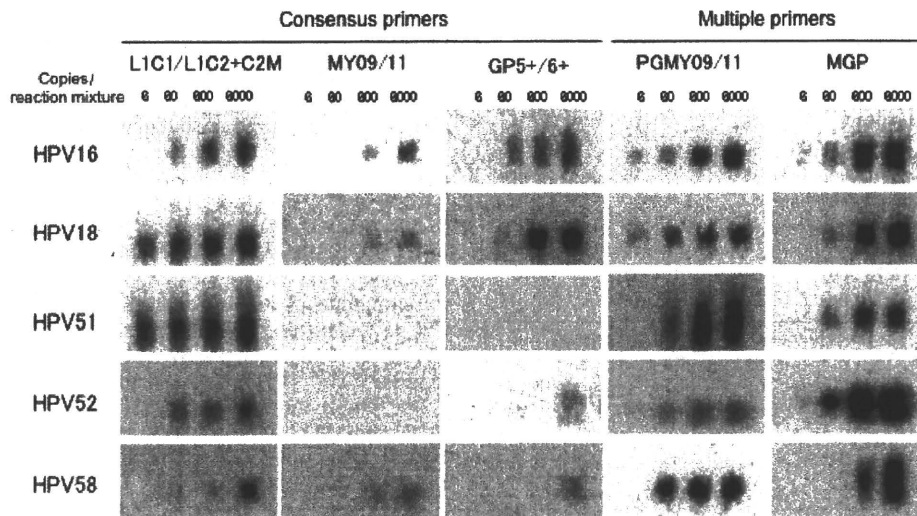 Consensus primers Multiple primers
L1C1/L1C2+C2M MY09/11 GP5+/6+ PGMY09/11 MGP
Copies/
reaction mixture 6 60 600 6000 6 60 600 6000 6 60 600 6000 6 60 600 6000 6 60 600 6000
HPV16
HPV18
HPV51
HPV52
HPV58